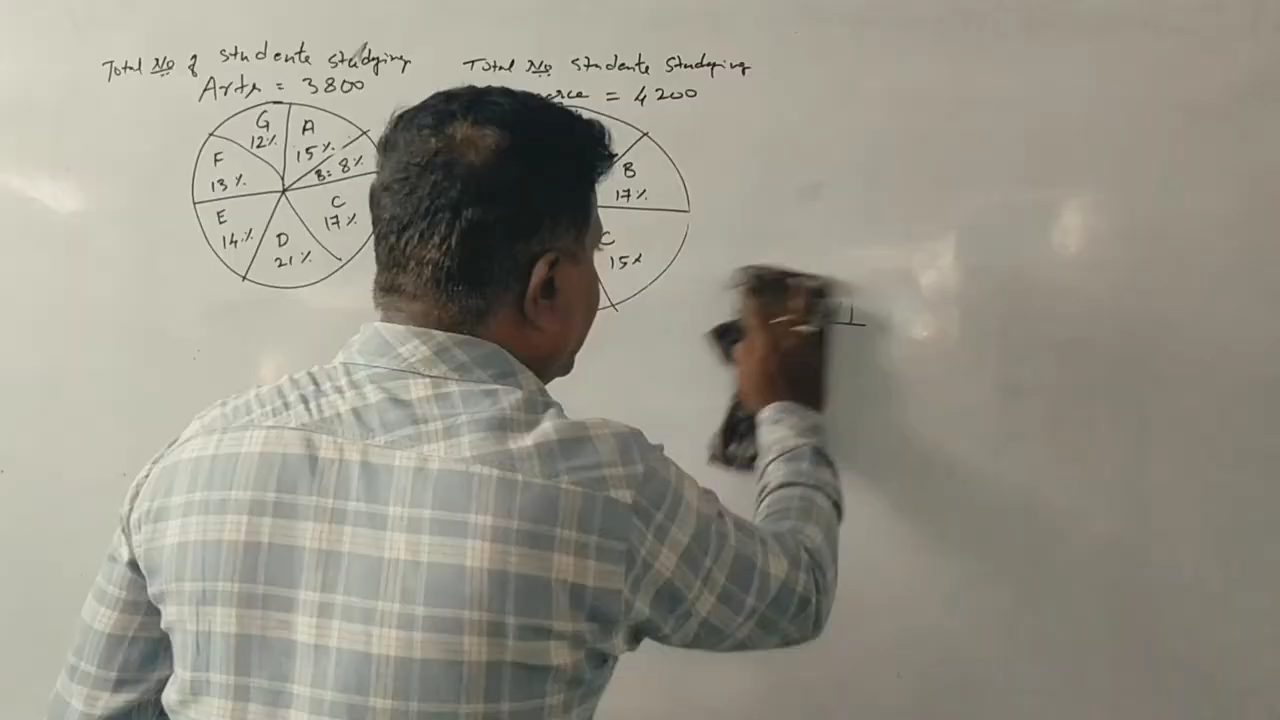 Total No of students studying
Arts = 3800
G
12%
A
15%
B = 8%
F
13%
C
17%
E
14%
D
21%
Total No students studying
= 4200
B
17%
C
15%